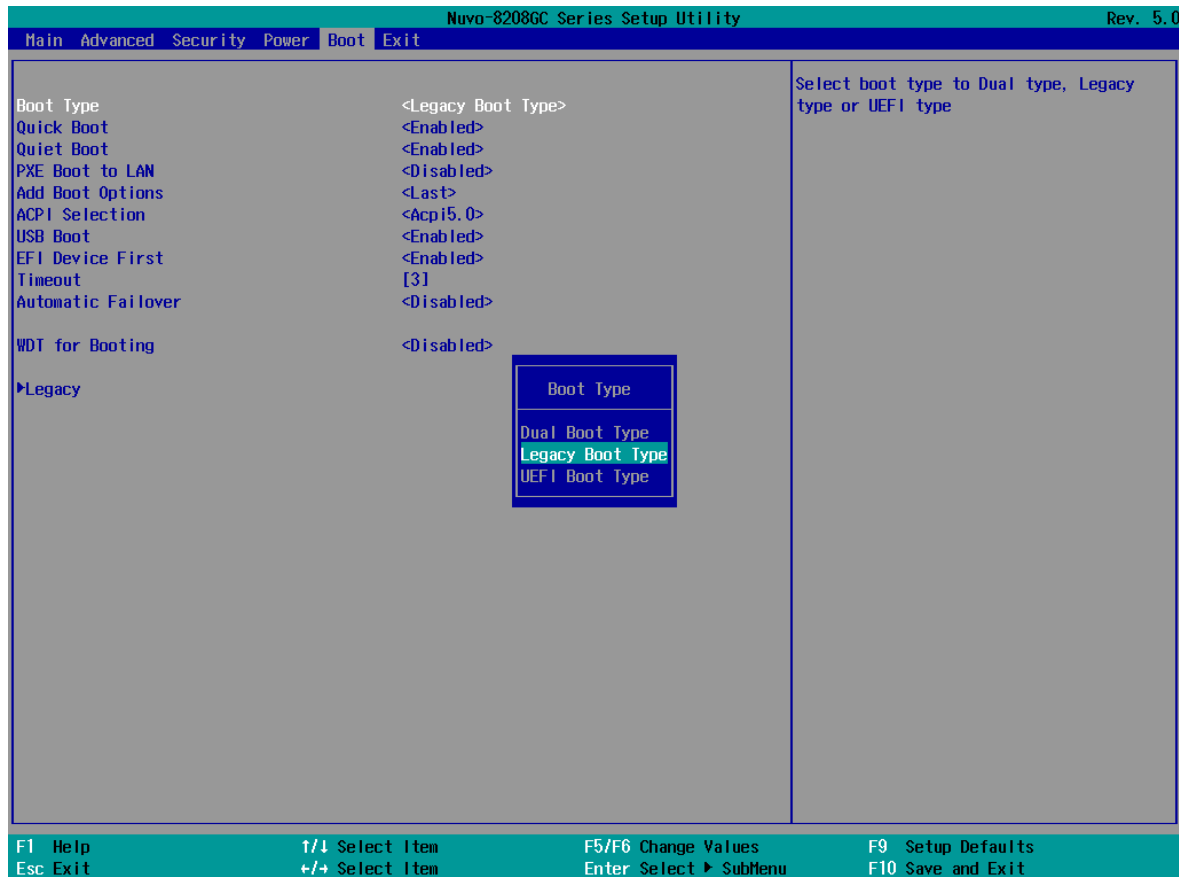 Nuvo-8208GC Series Setup Utility Rev. 5.0
Main Advanced Security Power Boot Exit
Select boot type to Dual type, Legacy type or UEFI type
Boot Type <Legacy Boot Type>
Quick Boot <Enabled>
Quiet Boot <Enabled>
PXE Boot to LAN <Disabled>
Add Boot Options <Last>
ACPI Selection <Acpi5.0>
USB Boot <Enabled>
EFI Device First <Enabled>
Timeout [3]
Automatic Failover <Disabled>
WDT for Booting <Disabled>
►Legacy
Boot Type
Dual Boot Type
Legacy Boot Type
UEFI Boot Type
F1 Help ↑/↓ Select Item F5/F6 Change Values F9 Setup Defaults
Esc Exit ←/→ Select Item Enter Select ► SubMenu F10 Save and Exit